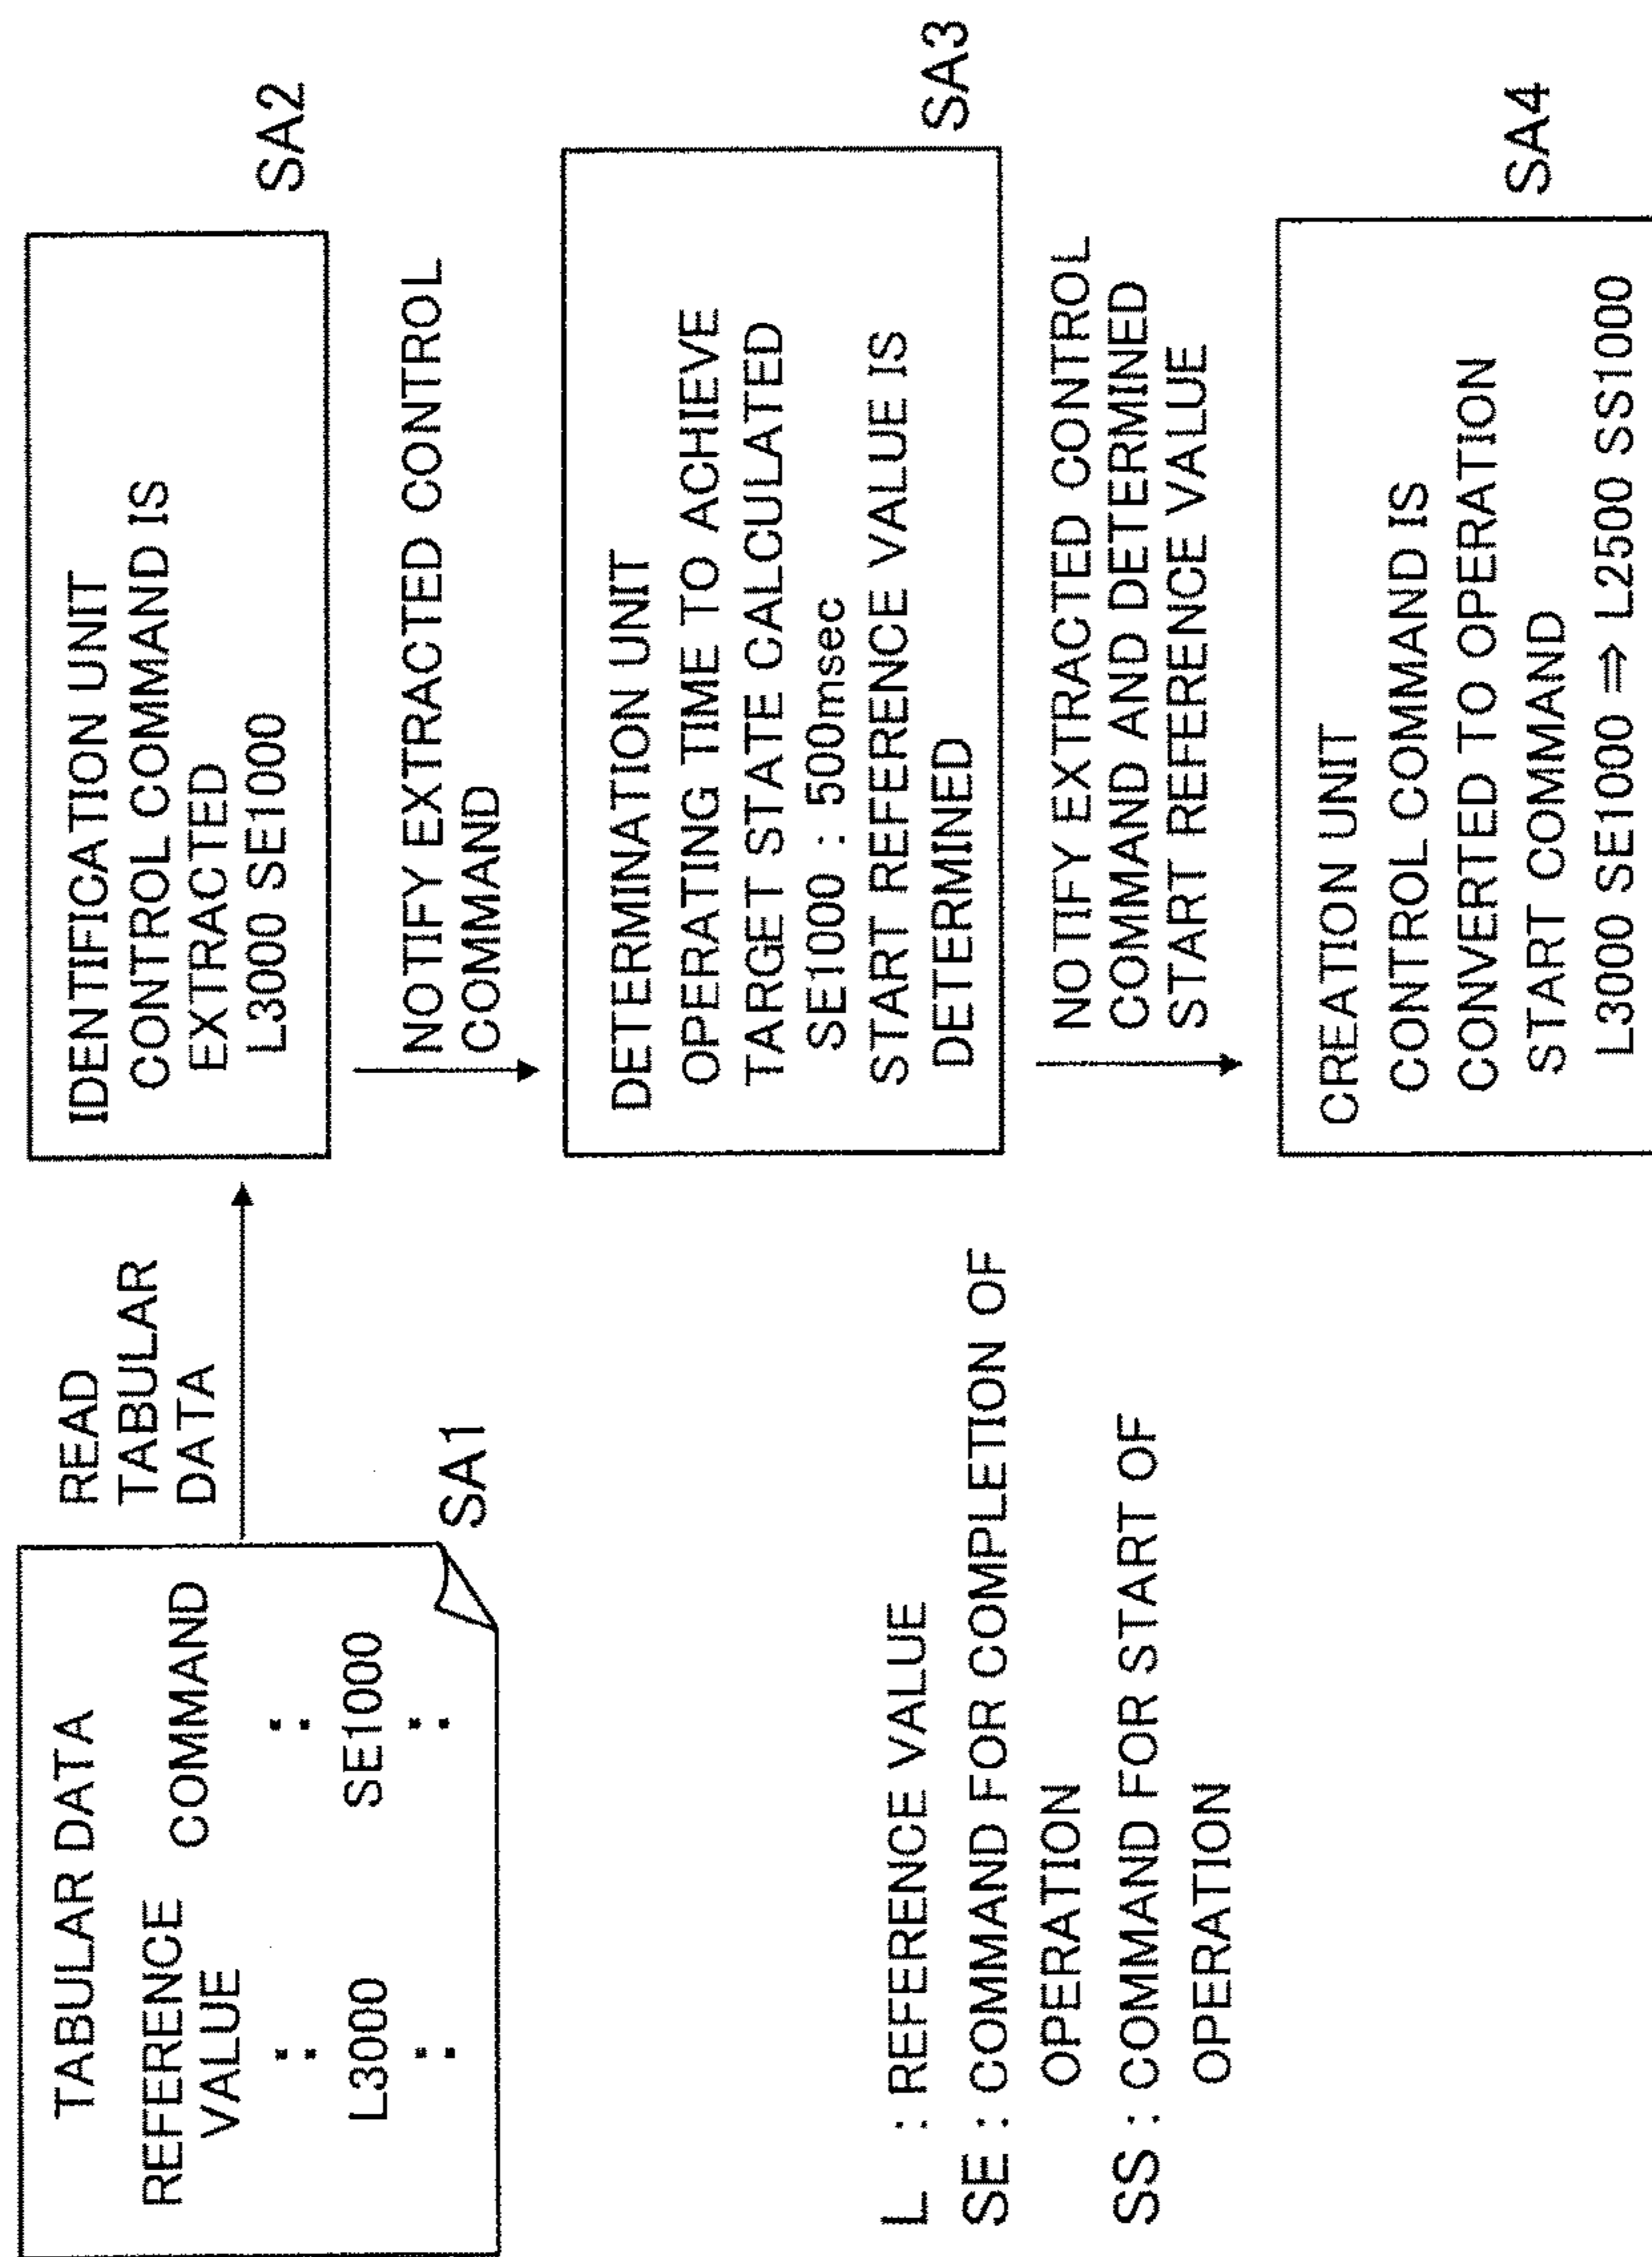 TABULAR DATA
REFERENCE VALUE COMMAND
: :
L3000 SE1000
: :
SA1
READ
TABULAR
DATA
IDENTIFICATION UNIT
CONTROL COMMAND IS
EXTRACTED
L3000 SE1000
SA2
NOTIFY EXTRACTED CONTROL
COMMAND
DETERMINATION UNIT
OPERATING TIME TO ACHIEVE
TARGET STATE CALCULATED
SE1000 : 500msec
START REFERENCE VALUE IS
DETERMINED
SA3
NOTIFY EXTRACTED CONTROL
COMMAND AND DETERMINED
START REFERENCE VALUE
CREATION UNIT
CONTROL COMMAND IS
CONVERTED TO OPERATION
START COMMAND
L3000 SE1000 ⇒ L2500 SS1000
SA4
L : REFERENCE VALUE
SE : COMMAND FOR COMPLETION OF
OPERATION
SS : COMMAND FOR START OF
OPERATION